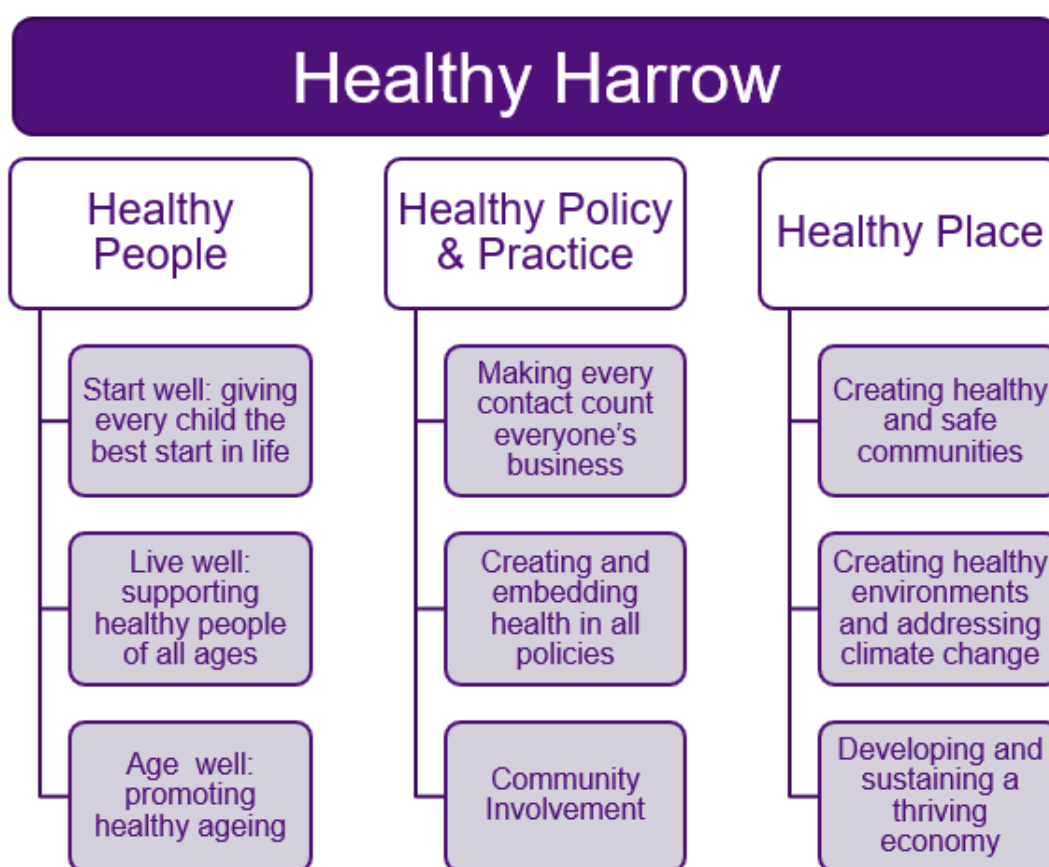 Healthy Harrow
Healthy
People
Start well: giving
every child the
best start in life
Live well:
supporting
healthy people
of all ages
Age well:
promoting
healthy ageing
Healthy Policy
& Practice
Making every
contact count
everyone's
business
Creating and
embedding
health in all
policies
Community
Involvement
Healthy Place
Creating healthy
and safe
communities
Creating healthy
environments
and addressing
climate change
Developing and
sustaining a
thriving
economy